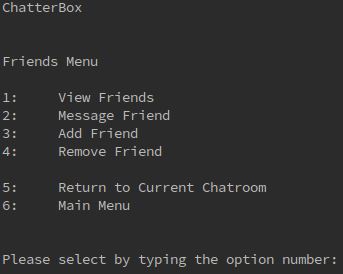 ChatterBox
Friends Menu
1: View Friends
2: Message Friend
3: Add Friend
4: Remove Friend
5: Return to Current Chatroom
6: Main Menu
Please select by typing the option number: